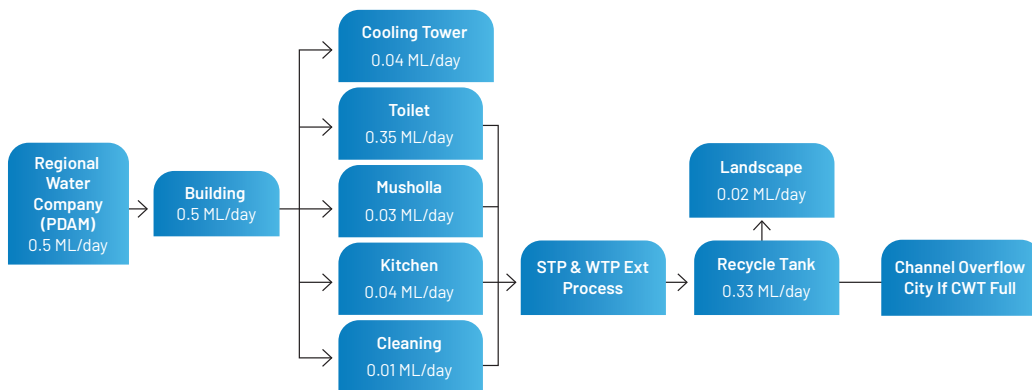 Regional
Water
Company
(PDAM)
0.5 ML/day
Building
0.5 ML/day
Cooling Tower
0.04 ML/day
Toilet
0.35 ML/day
Musholla
0.03 ML/day
Kitchen
0.04 ML/day
Cleaning
0.01 ML/day
STP & WTP Ext
Process
Landscape
0.02 ML/day
Recycle Tank
0.33 ML/day
Channel Overflow
City If CWT Full